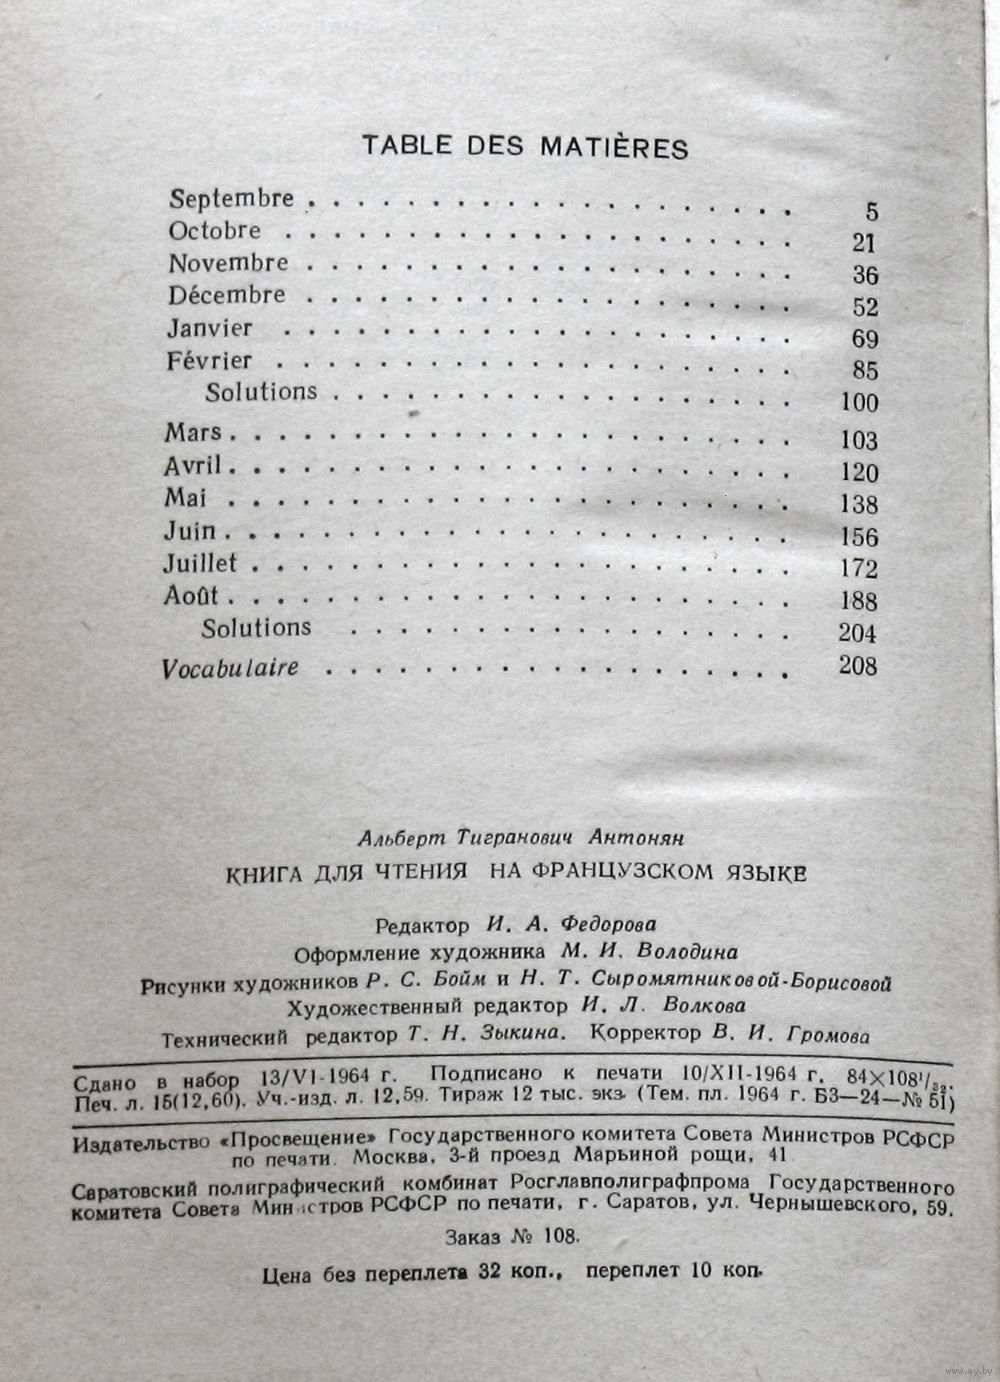 TABLE DES MATIÈRES
Septembre . . . . . . . . . . . . . . . . . . . . 5
Octobre . . . . . . . . . . . . . . . . . . . . . 21
Novembre . . . . . . . . . . . . . . . . . . . . 36
Décembre . . . . . . . . . . . . . . . . . . . . 52
Janvier . . . . . . . . . . . . . . . . . . . . . 69
Février . . . . . . . . . . . . . . . . . . . . . 85
Solutions . . . . . . . . . . . . . . . . . . . 100
Mars . . . . . . . . . . . . . . . . . . . . . . 103
Avril . . . . . . . . . . . . . . . . . . . . . . 120
Mai . . . . . . . . . . . . . . . . . . . . . . . 138
Juin . . . . . . . . . . . . . . . . . . . . . . . 156
Juillet . . . . . . . . . . . . . . . . . . . . . . 172
Août . . . . . . . . . . . . . . . . . . . . . . . 188
Solutions . . . . . . . . . . . . . . . . . . . 204
Vocabulaire . . . . . . . . . . . . . . . . . . . 208
Альберт Тигранович Антонян
КНИГА ДЛЯ ЧТЕНИЯ НА ФРАНЦУЗСКОМ ЯЗЫКЕ
Редактор И. А. Федорова
Оформление художника М. И. Володина
Рисунки художников Р. С. Бойм и Н. Т. Сыромятниковой-Борисовой
Художественный редактор И. Л. Волкова
Технический редактор Т. Н. Зыкина. Корректор В. И. Громова
Сдано в набор 13/VI-1964 г. Подписано к печати 10/XII-1964 г. 84×108¹/₃₂.
Печ. л. 15(12,60). Уч.-изд. л. 12,59. Тираж 12 тыс. экз. (Тем. пл. 1964 г. БЗ—24—№ 51)
Издательство «Просвещение» Государственного комитета Совета Министров РСФСР
по печати. Москва, 3-й проезд Марьиной рощи, 41
Саратовский полиграфический комбинат Росглавполиграфпрома Государственного
комитета Совета Министров РСФСР по печати, г. Саратов, ул. Чернышевского, 59.
Заказ № 108.
Цена без переплета 32 коп., переплет 10 коп.
www.ay.by